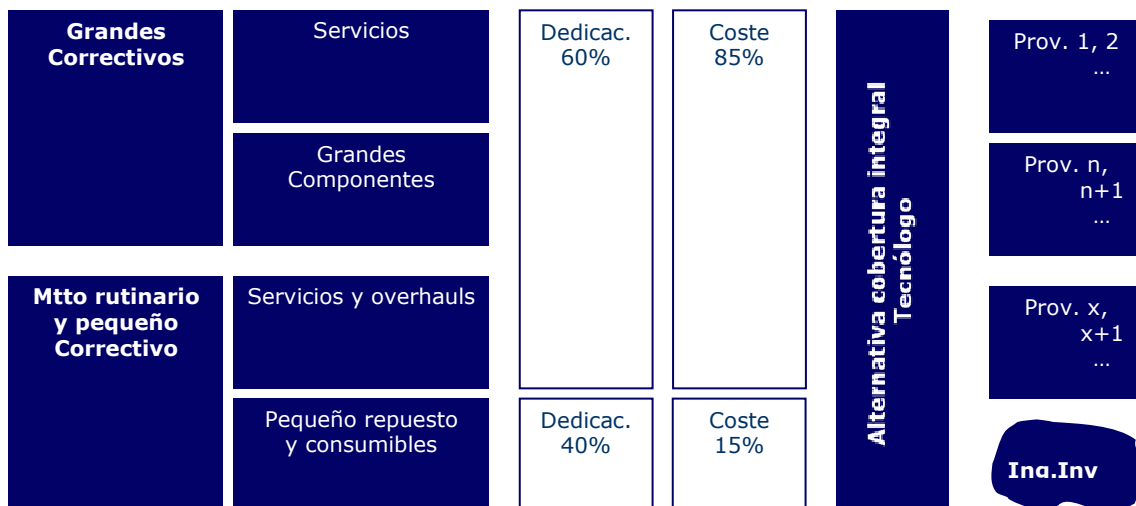 Grandes
Correctivos
Servicios
Dedicac.
60%
Coste
85%
Grandes
Componentes
Mtto rutinario
y pequeño
Correctivo
Servicios y overhauls
Pequeño repuesto
y consumibles
Dedicac.
40%
Coste
15%
Alternativa cobertura integral
Tecnólogo
Prov. 1, 2
...
Prov. n,
n+1
...
Prov. x,
x+1
...
Ing.Inv